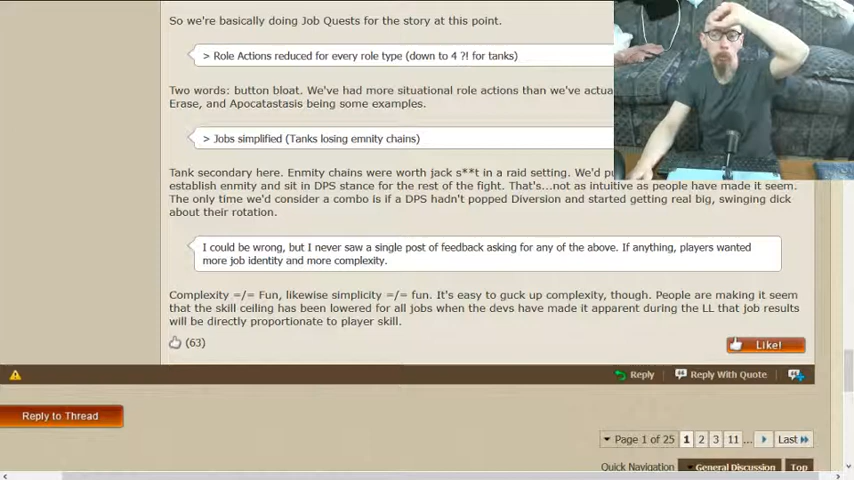 So we're basically doing Job Quests for the story at this point.
> Role Actions reduced for every role type (down to 4 ?! for tanks)
Two words: button bloat. We've had more situational role actions than we've actua
Erase, and Apocatastasis being some examples.
> Jobs simplified (Tanks losing emnity chains)
Tank secondary here. Enmity chains were worth jack s**t in a raid setting. We'd pu
establish enmity and sit in DPS stance for the rest of the fight. That's...not as intuitive as people have made it seem.
The only time we'd consider a combo is if a DPS hadn't popped Diversion and started getting real big, swinging dick
about their rotation.
I could be wrong, but I never saw a single post of feedback asking for any of the above. If anything, players wanted
more job identity and more complexity.
Complexity =/= Fun, likewise simplicity =/= fun. It's easy to guck up complexity, though. People are making it seem
that the skill ceiling has been lowered for all jobs when the devs have made it apparent during the LL that job results
will be directly proportionate to player skill.
(63)
Like!
Reply
Reply With Quote
Reply to Thread
Page 1 of 25 1 2 3 11 ... Last
Quick Navigation General Discussion Top